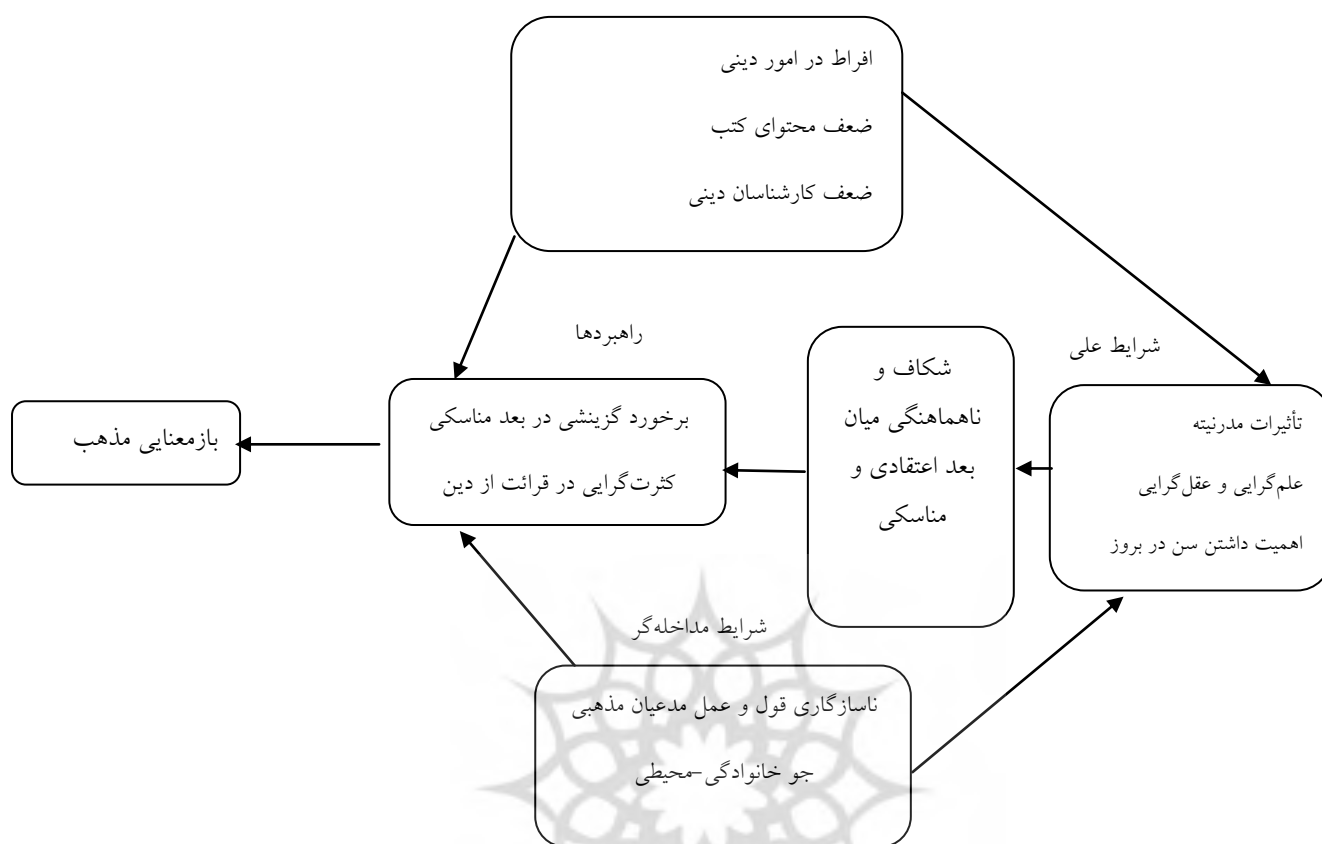 افراط در امور دینی
ضعف محتوای کتب
ضعف کارشناسان دینی
شرایط علی
تأثیرات مدرنیته
علم‌گرایی و عقل‌گرایی
اهمیت داشتن سن در بروز
شکاف و
ناهماهنگی میان
بعد اعتقادی و
مناسکی
راهبردها
برخورد گزینشی در بعد مناسکی
کثرت‌گرایی در قرائت از دین
بازمعنایی مذهب
شرایط مداخله‌گر
ناسازگاری قول و عمل مدعیان مذهبی
جو خانوادگی-محیطی